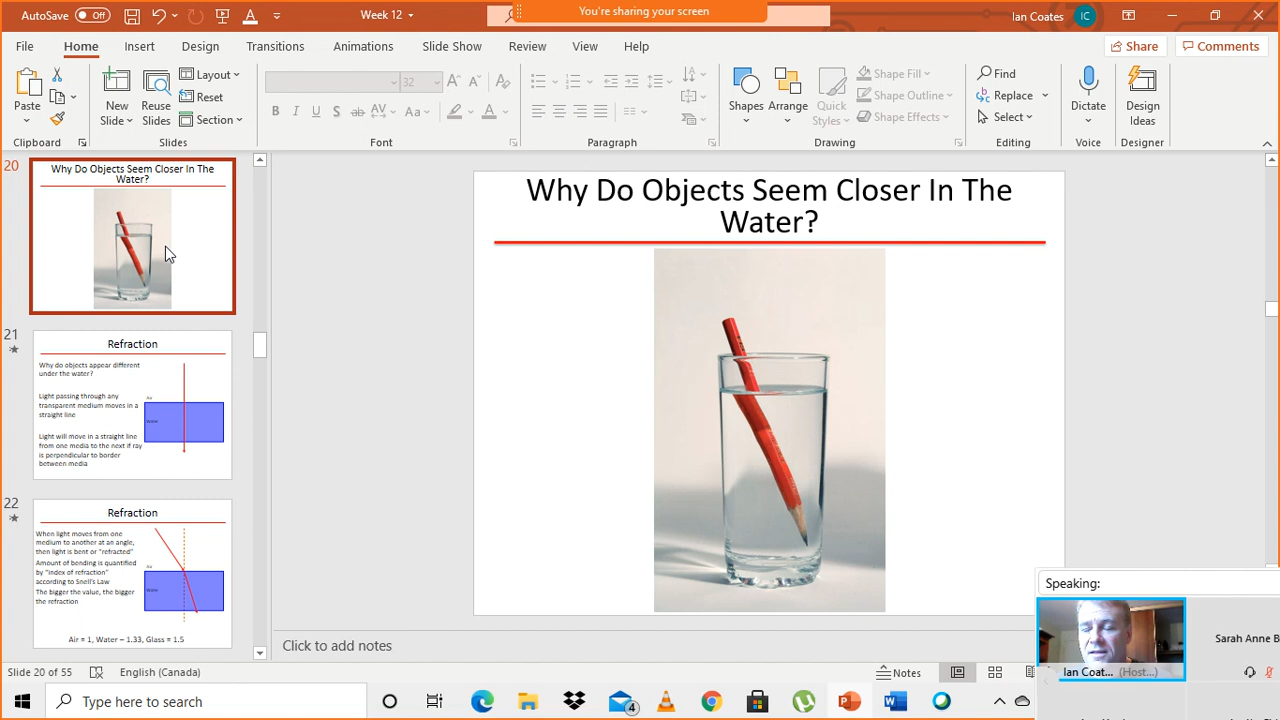 AutoSave Off
Week 12
You're sharing your screen
Ian Coates IC
File Home Insert Design Transitions Animations Slide Show Review View Help
Share Comments
Paste
New Slide
Reuse Slides
Layout
Reset
Section
32
B I U S ab AV Aa A
Shapes Arrange Quick Styles
Shape Fill
Shape Outline
Shape Effects
Find
Replace
Select
Dictate
Design Ideas
Clipboard Slides Font Paragraph Drawing Editing Voice Designer
20
Why Do Objects Seem Closer In The
Water?
21
Refraction
Why do objects appear different
under the water?
Light passing through any
transparent medium moves in a
straight line
Light will move in a straight line
from one media to the next if ray
is perpendicular to border
between media
Air
Water
22
Refraction
When light moves from one
medium to another at an angle,
then light is bent or "refracted"
Amount of bending is quantified
by "index of refraction"
according to Snell's Law
The bigger the value, the bigger
the refraction
Air
Water
Air = 1, Water – 1.33, Glass = 1.5
Why Do Objects Seem Closer In The
Water?
Click to add notes
Speaking:
Ian Coat... (Host...)
Sarah Anne B
Slide 20 of 55 English (Canada) Notes
Type here to search
4